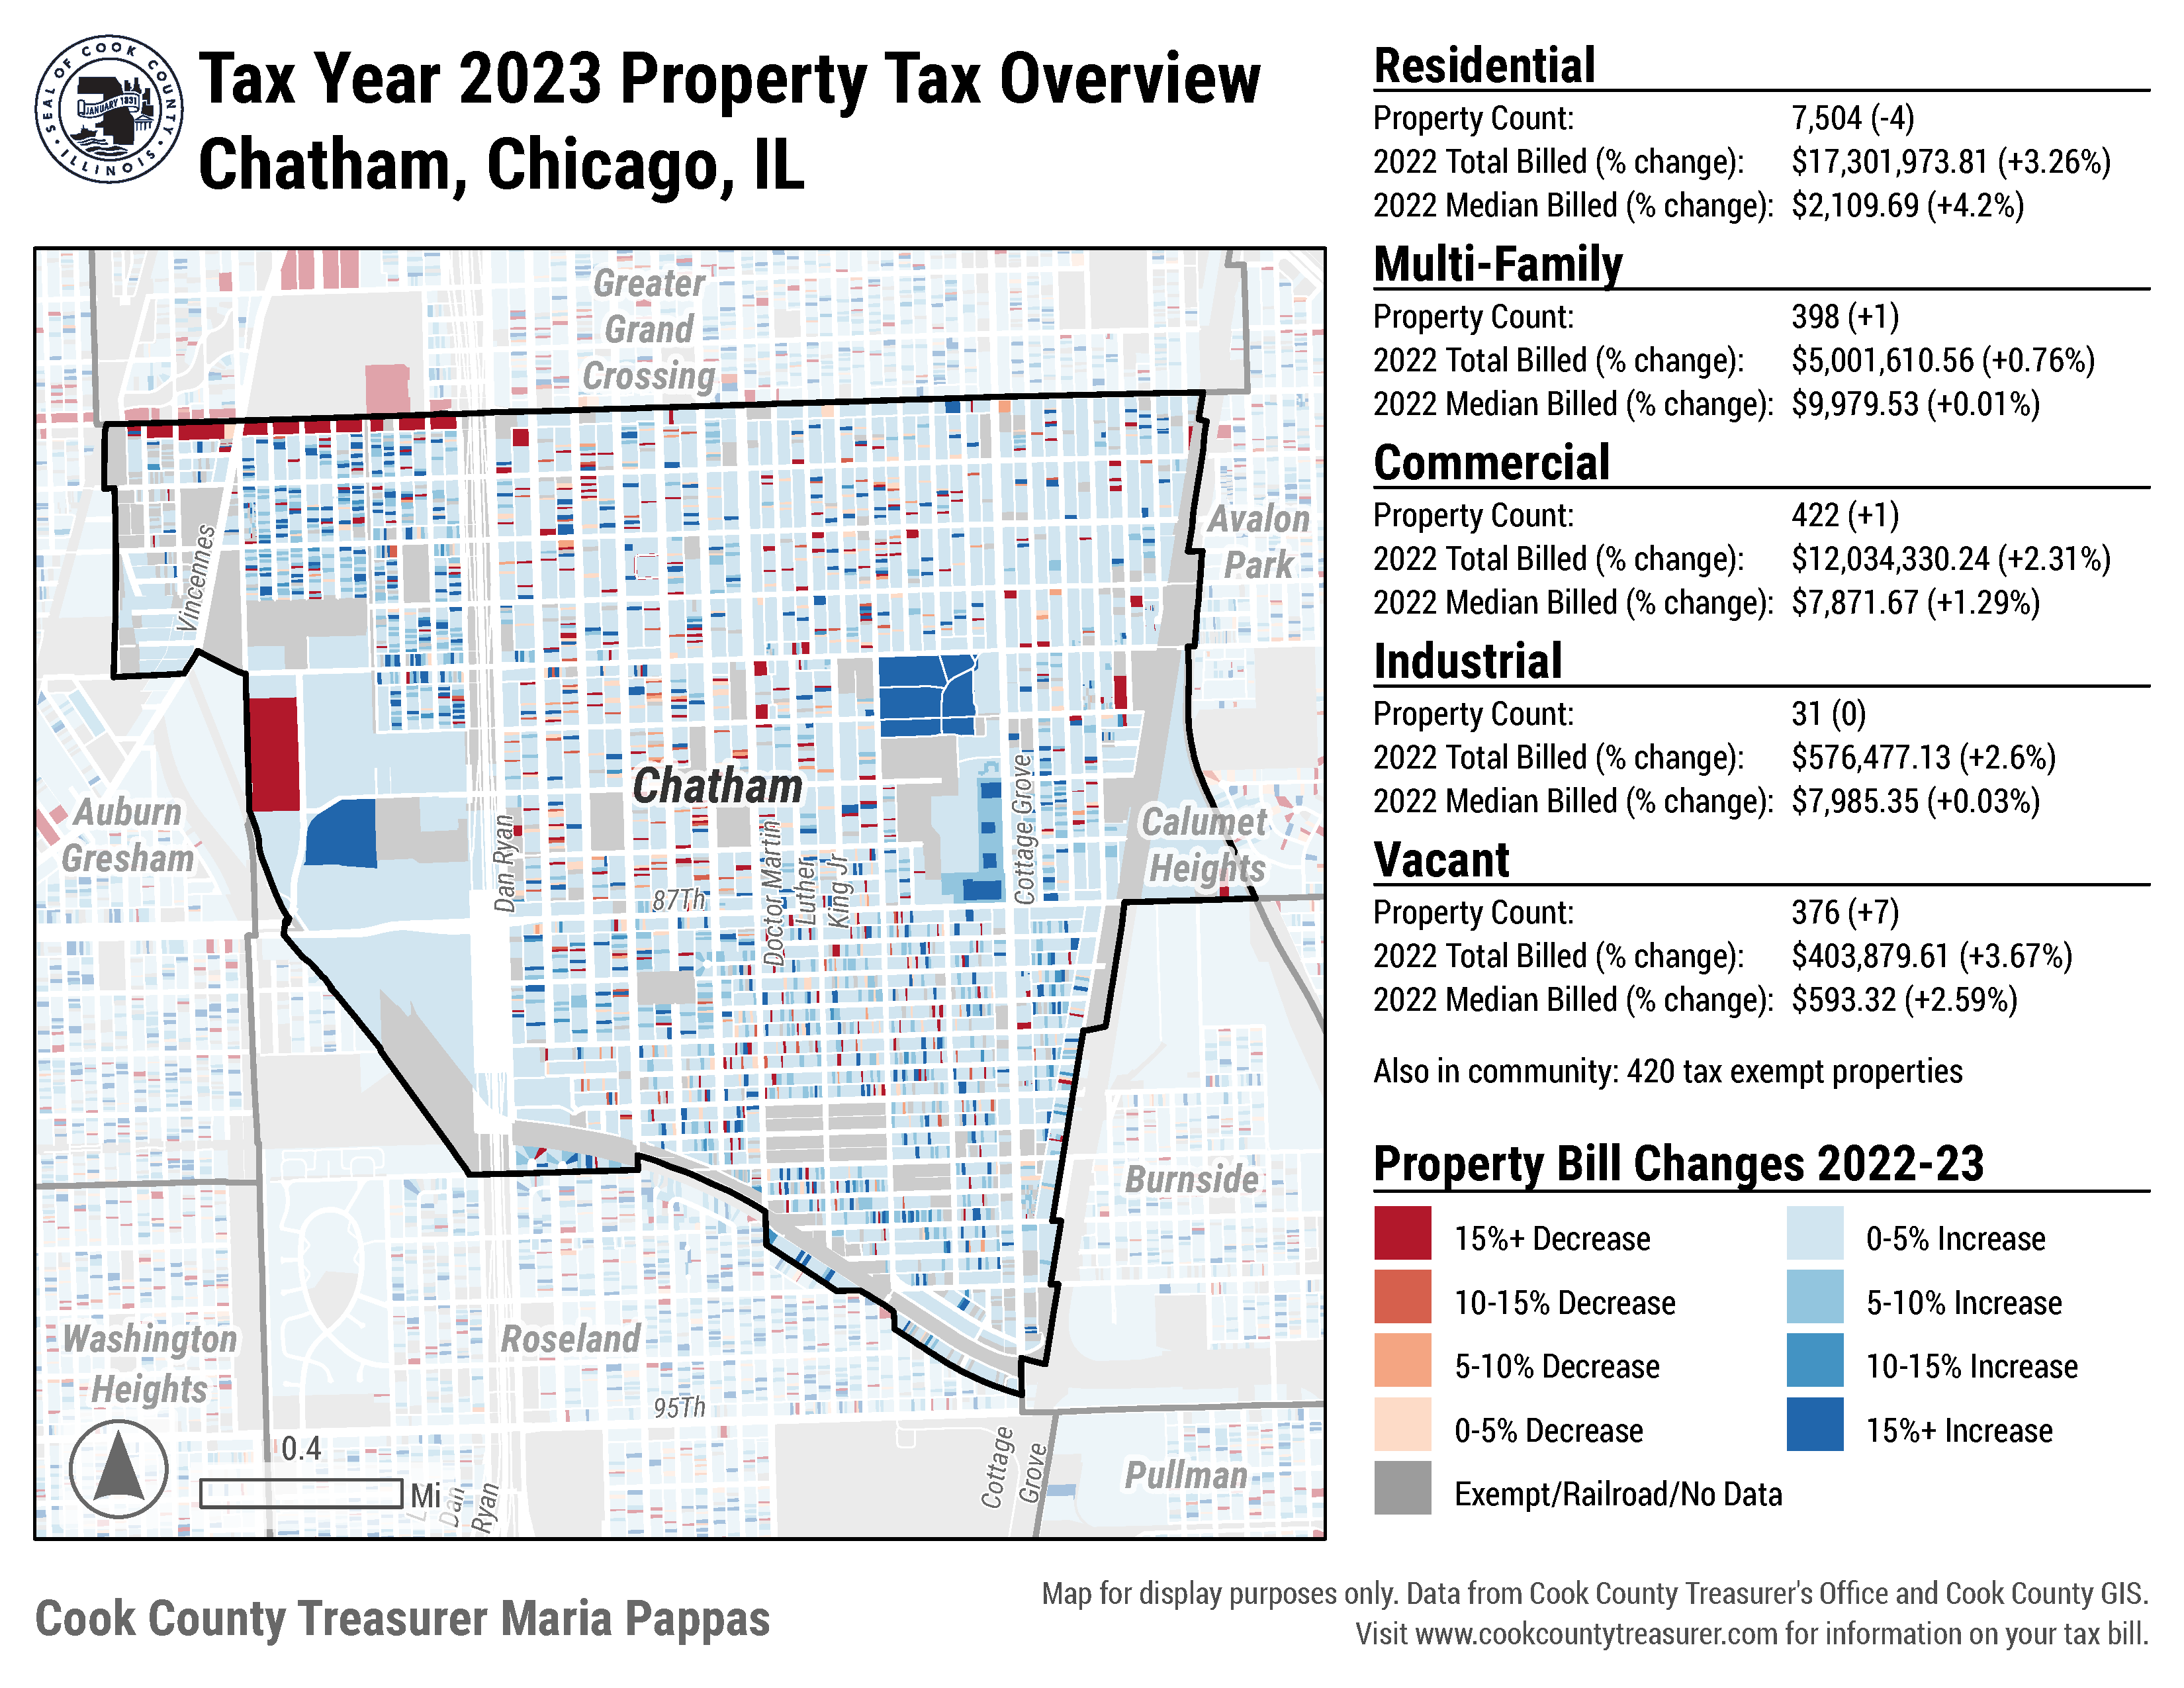 SEAL OF COOK COUNTY
JANUARY 1831
ILLINOIS
Tax Year 2023 Property Tax Overview
Chatham, Chicago, IL
Greater
Grand
Crossing
Avalon
Park
Vincennes
Chatham
Auburn
Gresham
Dan Ryan
Doctor Martin
Luther
King Jr
Cottage Grove
87Th
Calumet
Heights
Burnside
Washington
Heights
Roseland
95Th
Pullman
Cottage
Grove
Dan
Ryan
0.4
Mi
Residential
Property Count: 7,504 (-4)
2022 Total Billed (% change): $17,301,973.81 (+3.26%)
2022 Median Billed (% change): $2,109.69 (+4.2%)
Multi-Family
Property Count: 398 (+1)
2022 Total Billed (% change): $5,001,610.56 (+0.76%)
2022 Median Billed (% change): $9,979.53 (+0.01%)
Commercial
Property Count: 422 (+1)
2022 Total Billed (% change): $12,034,330.24 (+2.31%)
2022 Median Billed (% change): $7,871.67 (+1.29%)
Industrial
Property Count: 31 (0)
2022 Total Billed (% change): $576,477.13 (+2.6%)
2022 Median Billed (% change): $7,985.35 (+0.03%)
Vacant
Property Count: 376 (+7)
2022 Total Billed (% change): $403,879.61 (+3.67%)
2022 Median Billed (% change): $593.32 (+2.59%)
Also in community: 420 tax exempt properties
Property Bill Changes 2022-23
15%+ Decrease
0-5% Increase
10-15% Decrease
5-10% Increase
5-10% Decrease
10-15% Increase
0-5% Decrease
15%+ Increase
Exempt/Railroad/No Data
Cook County Treasurer Maria Pappas
Map for display purposes only. Data from Cook County Treasurer's Office and Cook County GIS.
Visit www.cookcountytreasurer.com for information on your tax bill.